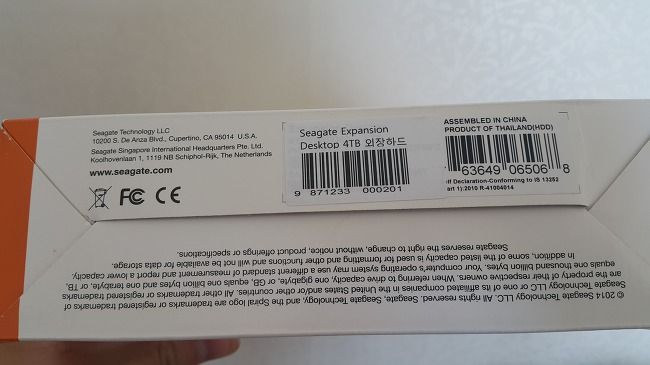 Seagate Technology LLC
10200 S. De Anza Blvd., Cupertino, CA 95014 U.S.A.
Seagate Singapore International Headquarters Pte. Ltd.
Koolhovenlaan 1, 1119 NB Schiphol-Rijk, The Netherlands
www.seagate.com
FC CE
Seagate Expansion
Desktop 4TB 외장하드
9 871233 000201
ASSEMBLED IN CHINA
PRODUCT OF THAILAND(HDD)
63649 06506 8
elf Declaration-Conforming to IS 13252
art 1):2010 R-41004014
© 2014 Seagate Technology LLC. All rights reserved. Seagate, Seagate Technology, and the Spiral logo are trademarks or registered trademarks of
Seagate Technology LLC or one of its affiliated companies in the United States and/or other countries. All other trademarks or registered trademarks
are the property of their respective owners. When referring to drive capacity, one gigabyte, or GB, equals one billion bytes and one terabyte, or TB,
equals one thousand billion bytes. Your computer's operating system may use a different standard of measurement and report a lower capacity.
In addition, some of the listed capacity is used for formatting and other functions and will not be available for data storage.
Seagate reserves the right to change, without notice, product offerings or specifications.